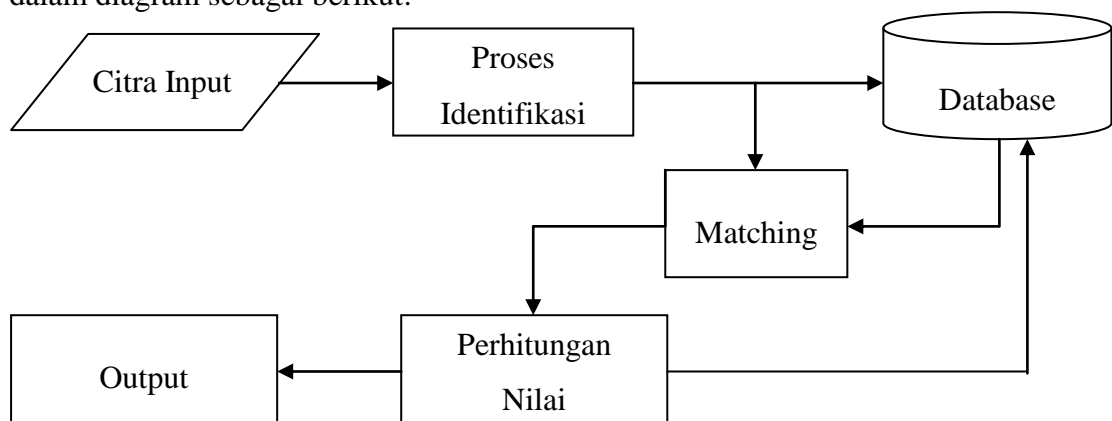 dalam diagram sebagai berikut:
Citra Input
Proses
Identifikasi
Database
Matching
Perhitungan
Nilai
Output